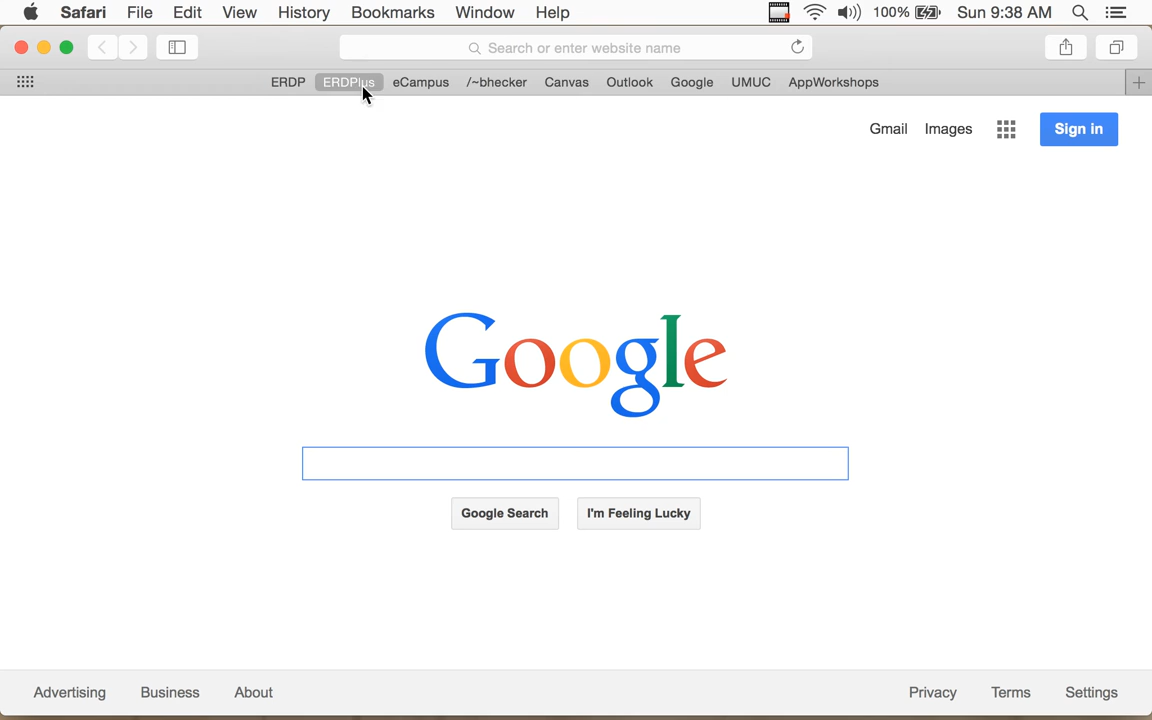 Safari File Edit View History Bookmarks Window Help 100% Sun 9:38 AM
Search or enter website name
ERDP ERDPlus eCampus /~bhecker Canvas Outlook Google UMUC AppWorkshops
Gmail Images Sign in
Google
Google Search I'm Feeling Lucky
Advertising Business About Privacy Terms Settings